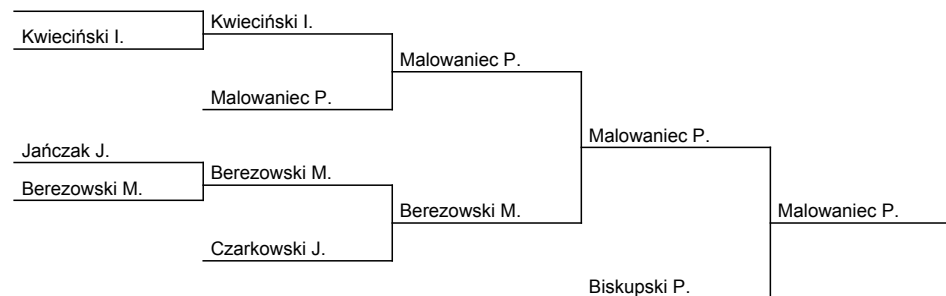 Kwieciński I.
Kwieciński I.
Malowaniec P.
Malowaniec P.
Jańczak J.
Berezowski M.
Berezowski M.
Malowaniec P.
Berezowski M.
Malowaniec P.
Czarkowski J.
Biskupski P.